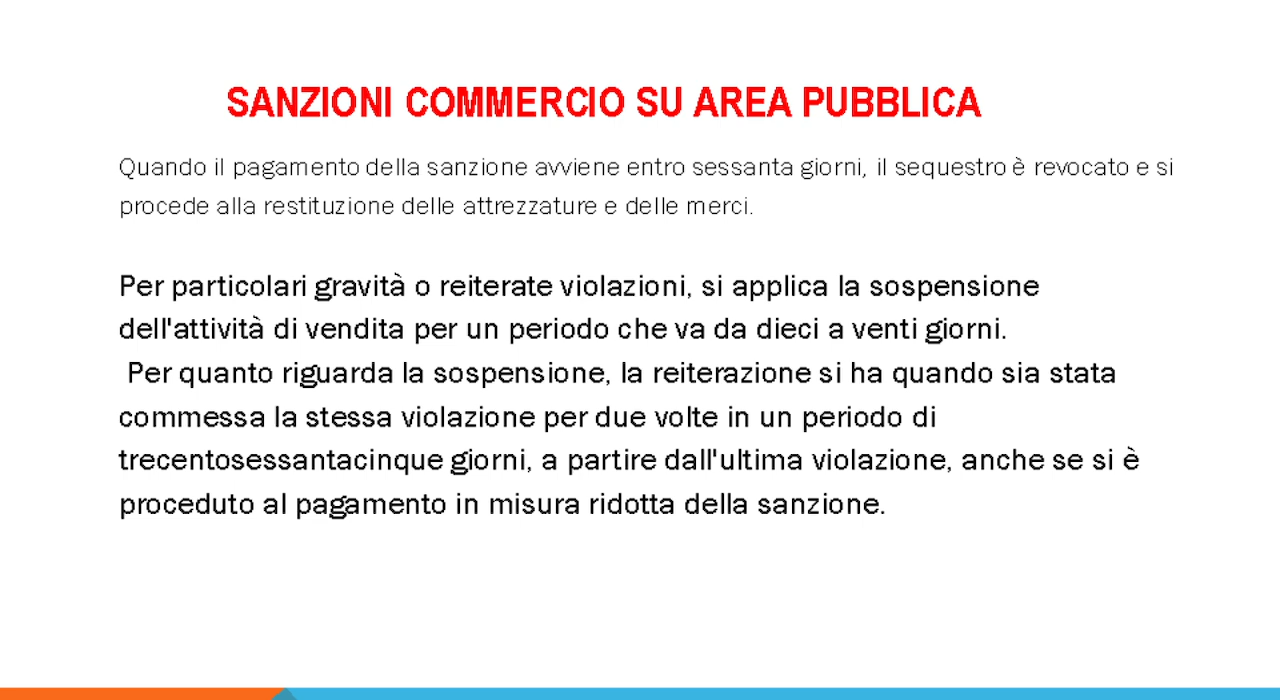 SANZIONI COMMERCIO SU AREA PUBBLICA
Quando il pagamento della sanzione avviene entro sessanta giorni, il sequestro è revocato e si
procede alla restituzione delle attrezzature e delle merci.
Per particolari gravità o reiterate violazioni, si applica la sospensione
dell'attività di vendita per un periodo che va da dieci a venti giorni.
Per quanto riguarda la sospensione, la reiterazione si ha quando sia stata
commessa la stessa violazione per due volte in un periodo di
trecentosessantacinque giorni, a partire dall'ultima violazione, anche se si è
proceduto al pagamento in misura ridotta della sanzione.